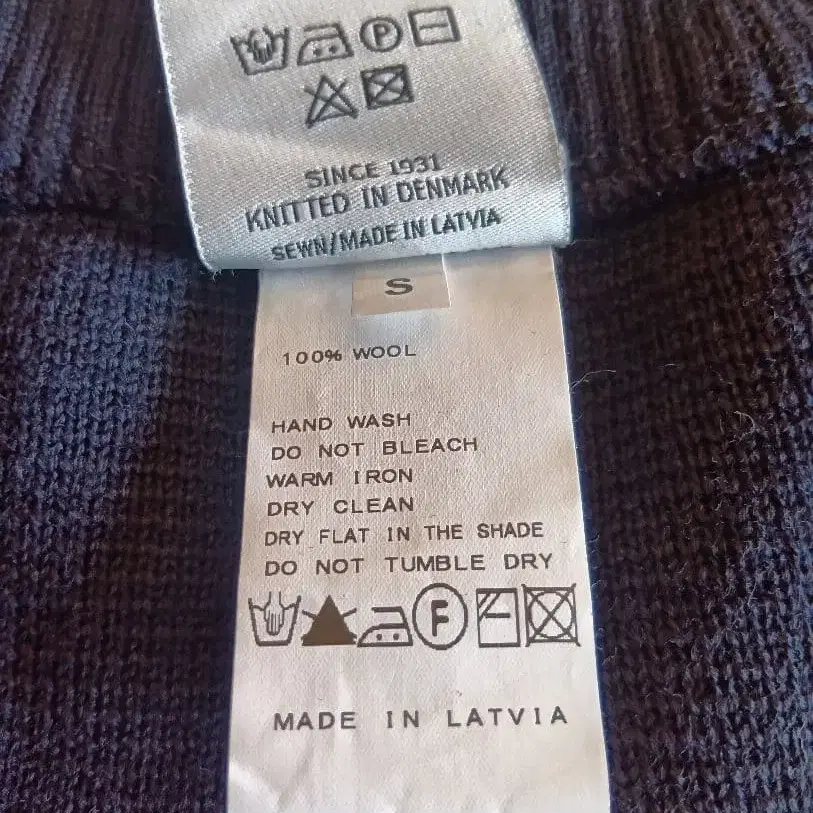 P
SINCE 1931
KNITTED IN DENMARK
SEWN/MADE IN LATVIA
S
100% WOOL
HAND WASH
DO NOT BLEACH
WARM IRON
DRY CLEAN
DRY FLAT IN THE SHADE
DO NOT TUMBLE DRY
F
MADE IN LATVIA